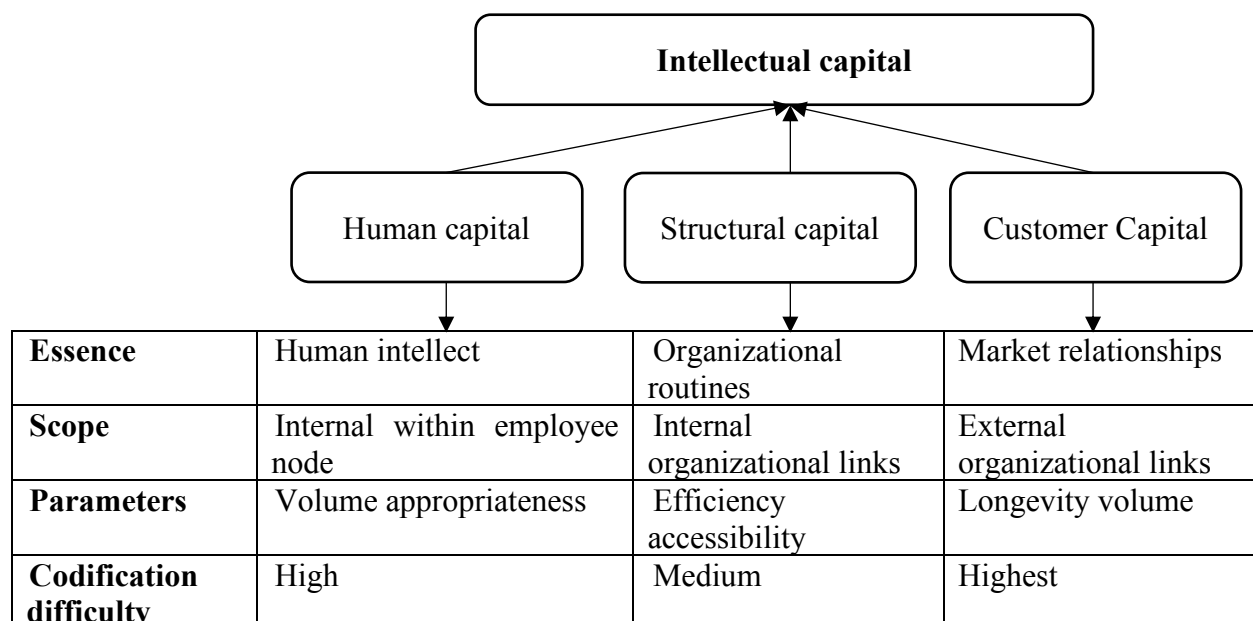 Intellectual capital
Human capital
Structural capital
Customer Capital
Essence
Human intellect
Organizational
routines
Market relationships
Scope
Internal within employee
node
Internal
organizational links
External
organizational links
Parameters
Volume appropriateness
Efficiency
accessibility
Longevity volume
Codification
difficulty
High
Medium
Highest